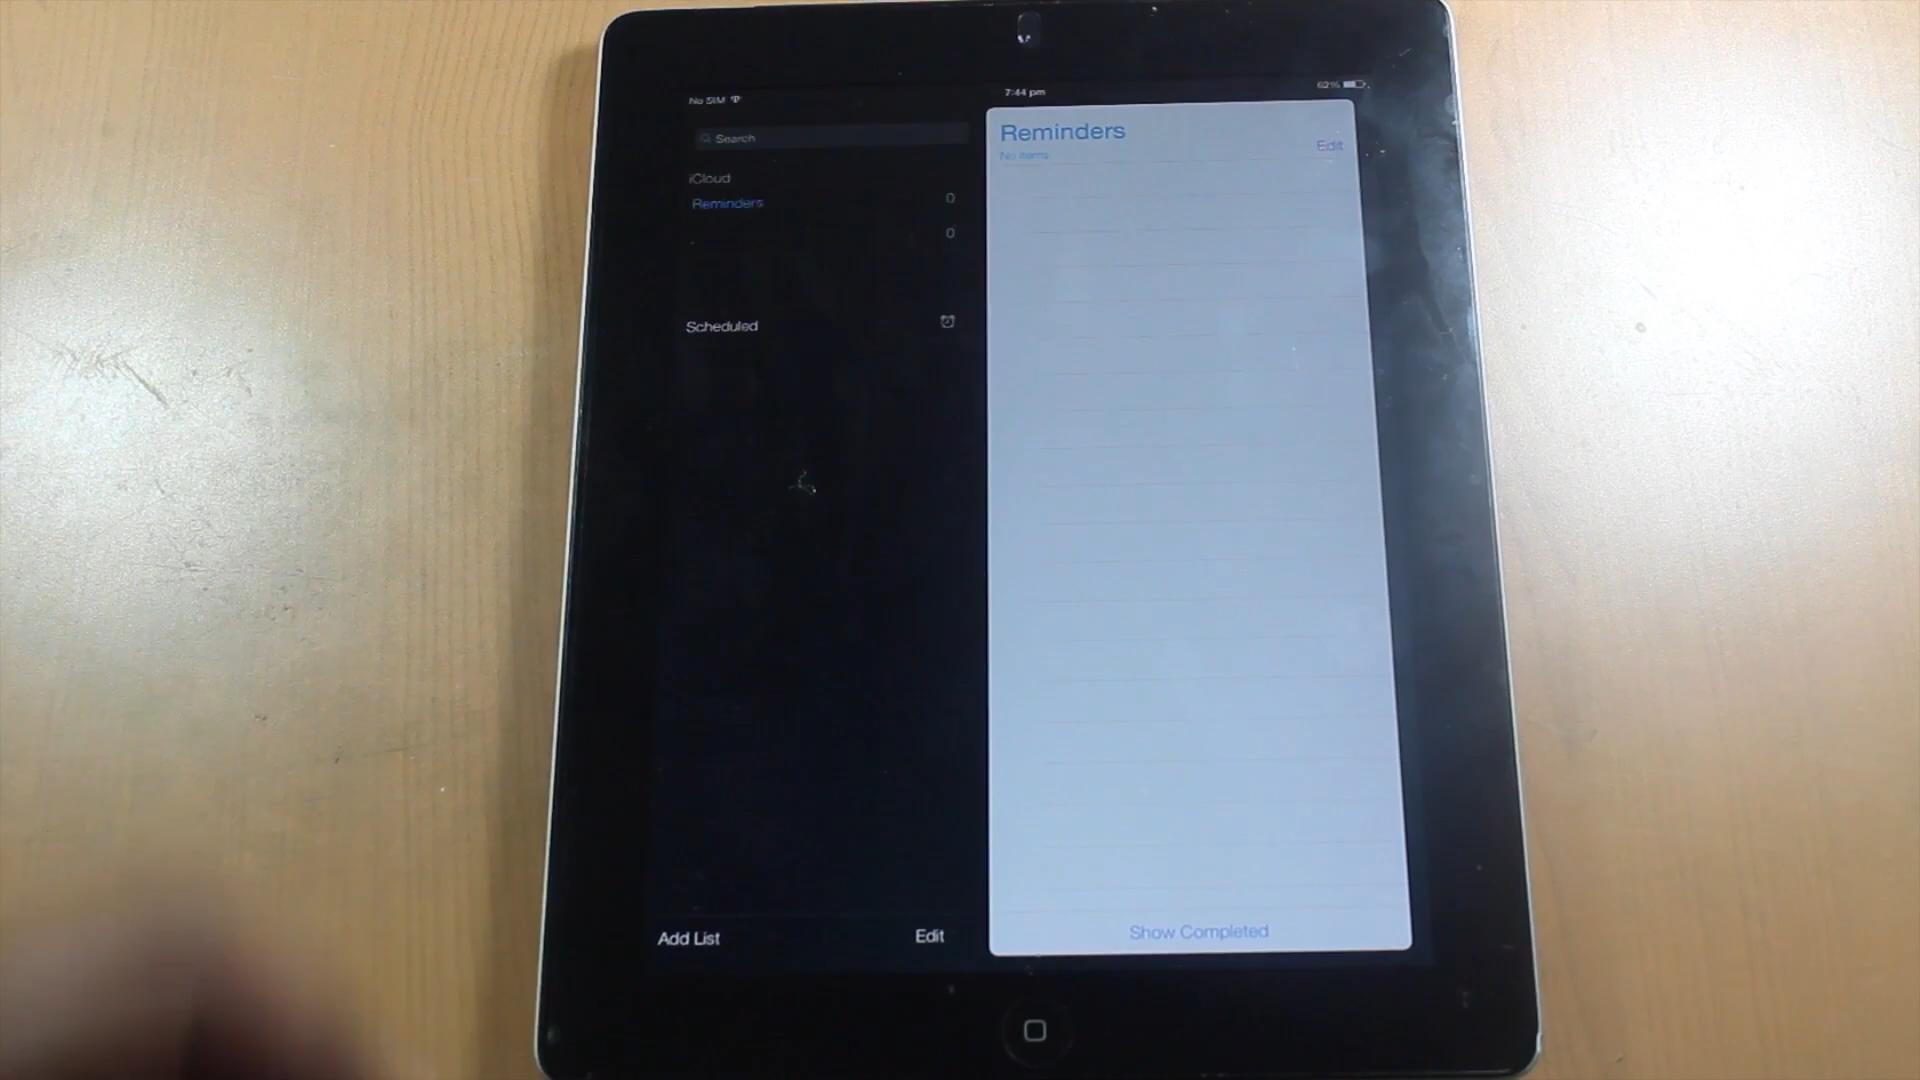 No SIM
7:44 pm
62%
Search
iCloud
Reminders 0
0
Scheduled
Add List
Edit
Reminders
No items
Edit
Show Completed